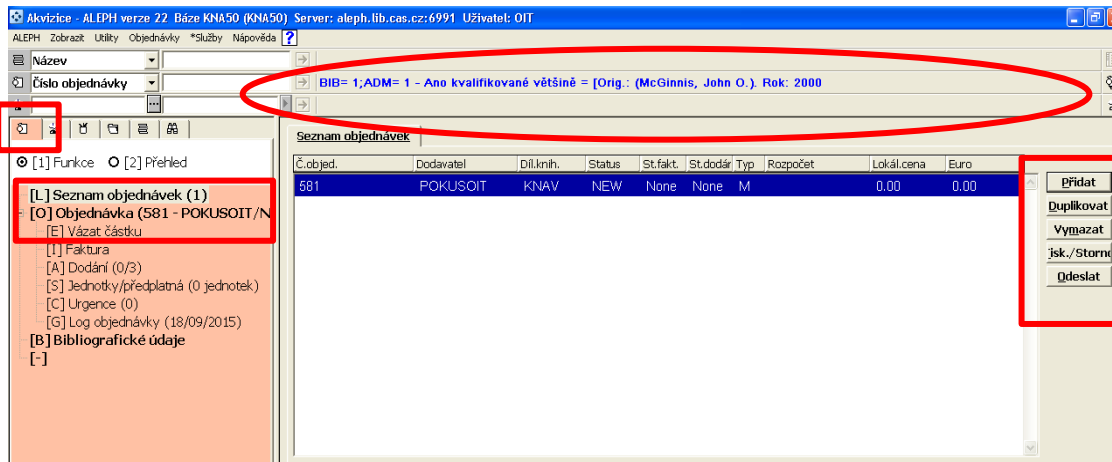 Akvizice - ALEPH verze 22 Báze KNA50 (KNA50) Server: aleph.lib.cas.cz:6991 Uživatel: OIT
ALEPH Zobrazit Utility Objednávky *Služby Nápověda ?
Název
Číslo objednávky
BIB= 1;ADM= 1 - Ano kvalifikované většině = [Orig.: (McGinnis, John O.). Rok: 2000
[1] Funkce [2] Přehled
[L] Seznam objednávek (1)
[O] Objednávka (581 - POKUSOIT/N
[E] Vázat částku
[I] Faktura
[A] Dodání (0/3)
[S] Jednotky/předplatná (0 jednotek)
[C] Urgence (0)
[G] Log objednávky (18/09/2015)
[B] Bibliografické údaje
[-]
Seznam objednávek
Č.objed. Dodavatel Díl.knih. Status St.fakt. St.dodár Typ Rozpočet Lokál.cena Euro
581 POKUSOIT KNAV NEW None None M 0.00 0.00
Přidat
Duplikovat
Vymazat
isk./Storno
Odeslat